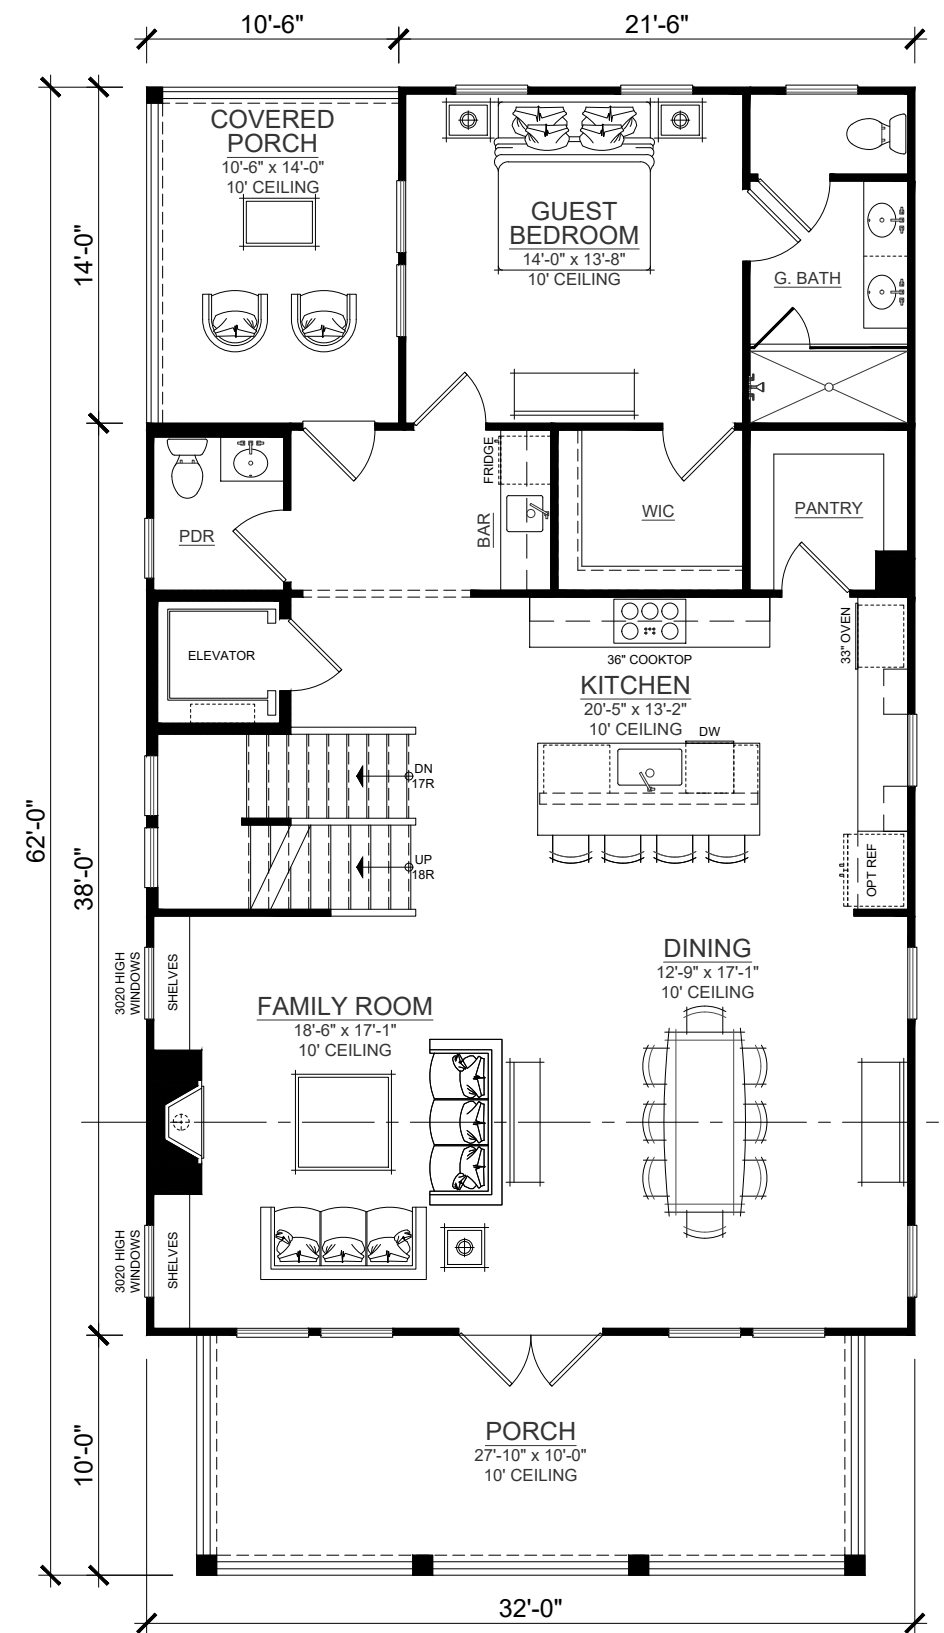 10'-6"
21'-6"
COVERED
PORCH
10'-6" x 14'-0"
10' CEILING
GUEST
BEDROOM
14'-0" x 13'-8"
10' CEILING
G. BATH
14'-0"
FRIDGE
BAR
WIC
PANTRY
PDR
ELEVATOR
36" COOKTOP
33" OVEN
KITCHEN
20'-5" x 13'-2"
10' CEILING
DW
DN
17R
UP
18R
OPT REF
62'-0"
38'-0"
3020 HIGH
WINDOWS
SHELVES
DINING
12'-9" x 17'-1"
10' CEILING
FAMILY ROOM
18'-6" x 17'-1"
10' CEILING
3020 HIGH
WINDOWS
SHELVES
10'-0"
PORCH
27'-10" x 10'-0"
10' CEILING
32'-0"